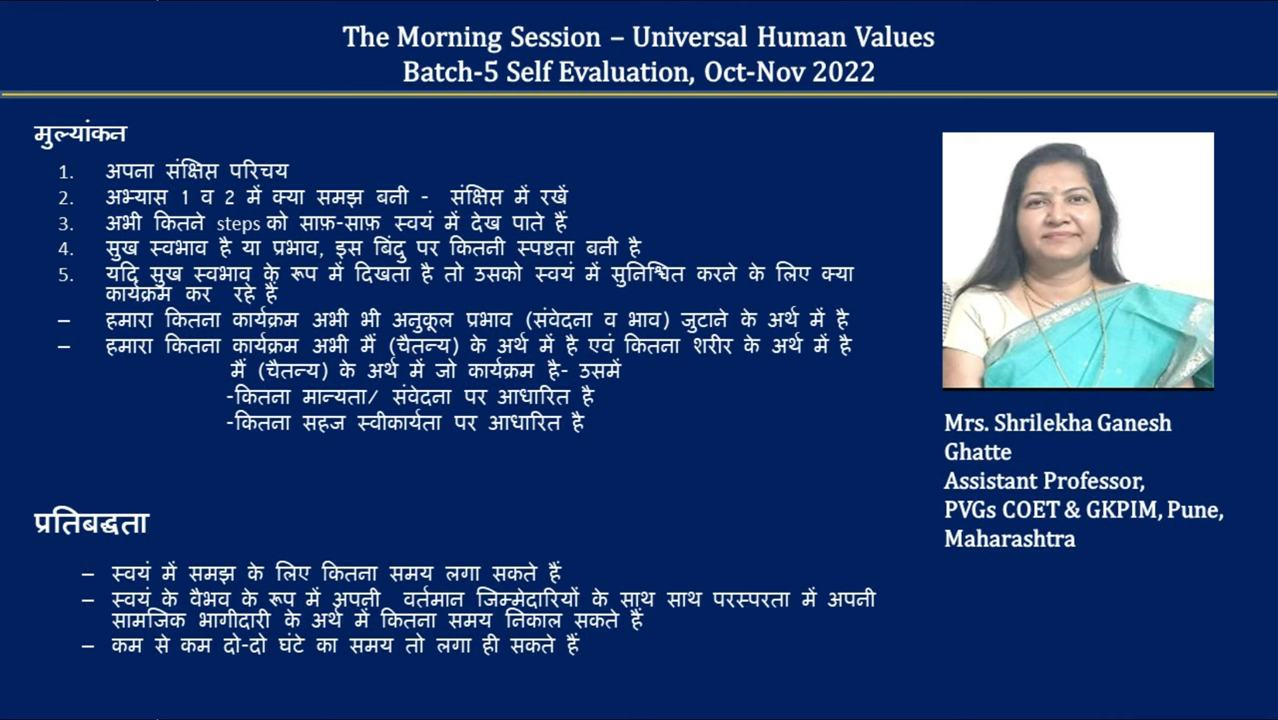 The Morning Session – Universal Human Values
Batch-5 Self Evaluation, Oct-Nov 2022
मुल्यांकन
1. अपना संक्षिप्त परिचय
2. अभ्यास 1 व 2 में क्या समझ बनी - संक्षिप्त में रखें
3. अभी कितने steps को साफ़-साफ़ स्वयं में देख पाते हैं
4. सुख स्वभाव है या प्रभाव, इस बिंदु पर कितनी स्पष्टता बनी है
5. यदि सुख स्वभाव के रूप में दिखता है तो उसको स्वयं में सुनिश्चित करने के लिए क्या
कार्यक्रम कर रहे हैं
– हमारा कितना कार्यक्रम अभी भी अनुकूल प्रभाव (संवेदना व भाव) जुटाने के अर्थ में है
– हमारा कितना कार्यक्रम अभी मैं (चैतन्य) के अर्थ में है एवं कितना शरीर के अर्थ में है
मैं (चैतन्य) के अर्थ में जो कार्यक्रम है- उसमें
-कितना मान्यता/ संवेदना पर आधारित है
-कितना सहज स्वीकार्यता पर आधारित है
प्रतिबद्धता
– स्वयं में समझ के लिए कितना समय लगा सकते हैं
– स्वयं के वैभव के रूप में अपनी वर्तमान जिम्मेदारियों के साथ साथ परस्परता में अपनी
सामजिक भागीदारी के अर्थ में कितना समय निकाल सकते हैं
– कम से कम दो-दो घंटे का समय तो लगा ही सकते हैं
Mrs. Shrilekha Ganesh
Ghatte
Assistant Professor,
PVGs COET & GKPIM, Pune,
Maharashtra